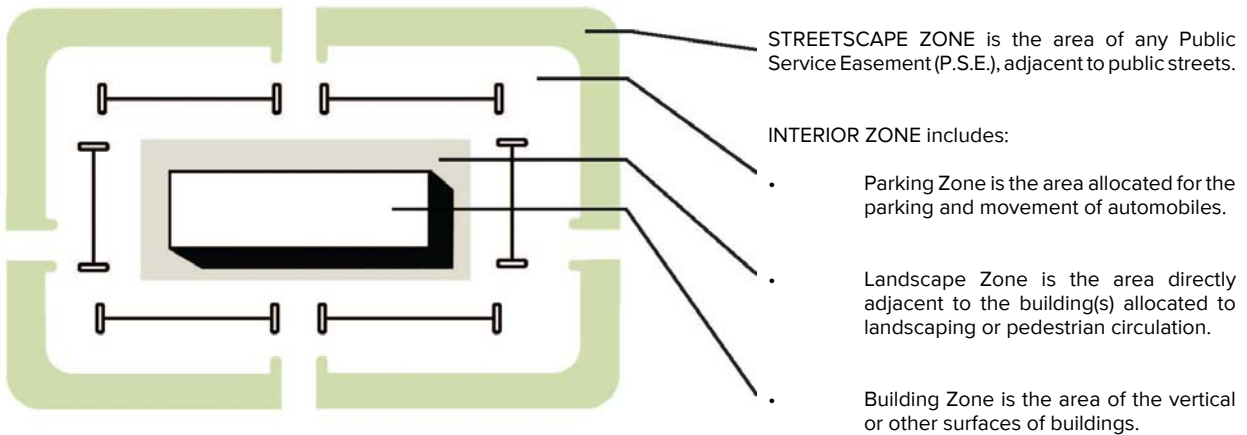 STREETSCAPE ZONE is the area of any Public
Service Easement (P.S.E.), adjacent to public streets.
INTERIOR ZONE includes:
• Parking Zone is the area allocated for the
parking and movement of automobiles.
• Landscape Zone is the area directly
adjacent to the building(s) allocated to
landscaping or pedestrian circulation.
• Building Zone is the area of the vertical
or other surfaces of buildings.